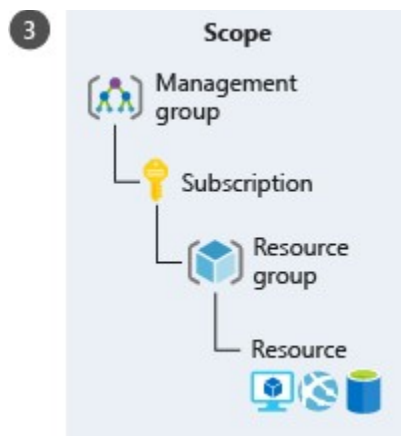 3
Scope
Management
group
Subscription
Resource
group
Resource